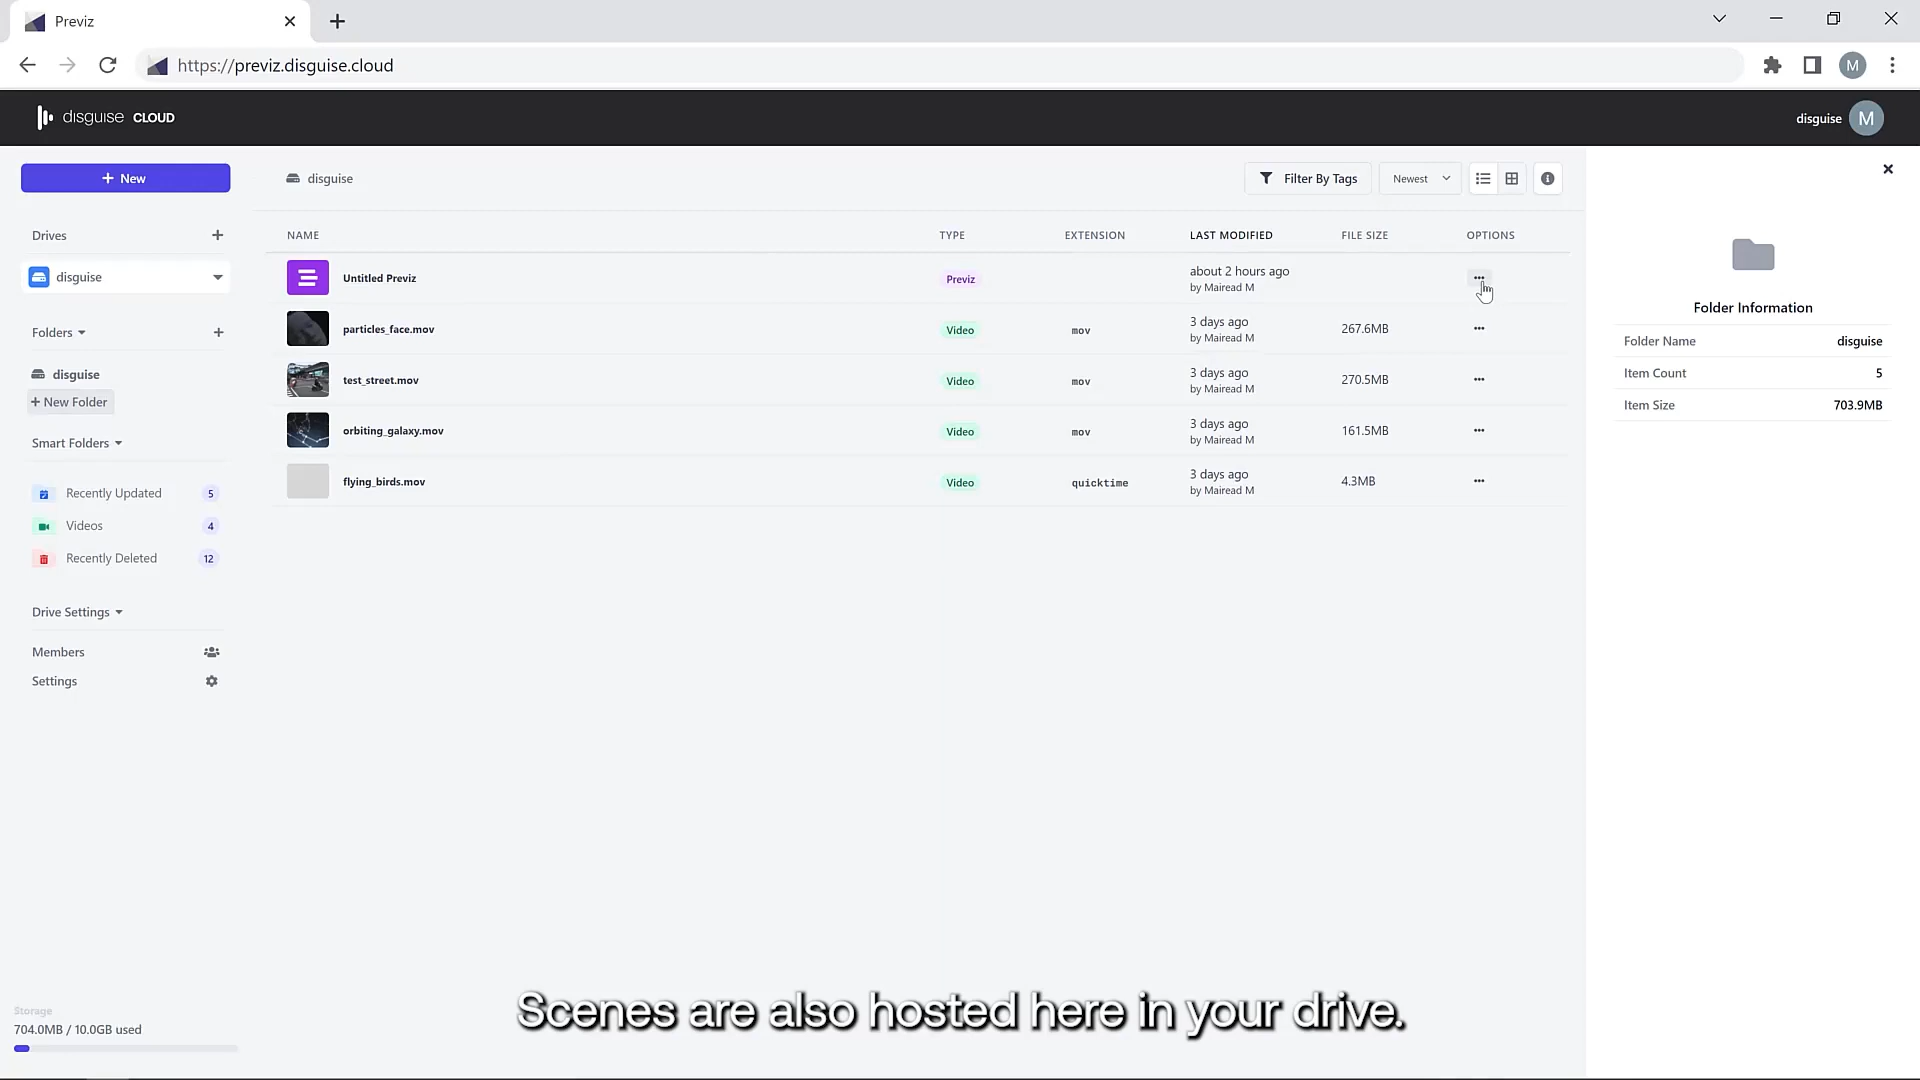 Previz
https://previz.disguise.cloud
M
disguise CLOUD
disguise M
+ New
disguise
Filter By Tags
Newest
Drives
disguise
Folders
disguise
+ New Folder
Smart Folders
Recently Updated 5
Videos 4
Recently Deleted 12
Drive Settings
Members
Settings
NAME TYPE EXTENSION LAST MODIFIED FILE SIZE OPTIONS
Untitled Previz Previz about 2 hours ago
by Mairead M
particles_face.mov Video mov 3 days ago 267.6MB
by Mairead M
test_street.mov Video mov 3 days ago 270.5MB
by Mairead M
orbiting_galaxy.mov Video mov 3 days ago 161.5MB
by Mairead M
flying_birds.mov Video quicktime 3 days ago 4.3MB
by Mairead M
Folder Information
Folder Name disguise
Item Count 5
Item Size 703.9MB
Storage
704.0MB / 10.0GB used
Scenes are also hosted here in your drive.